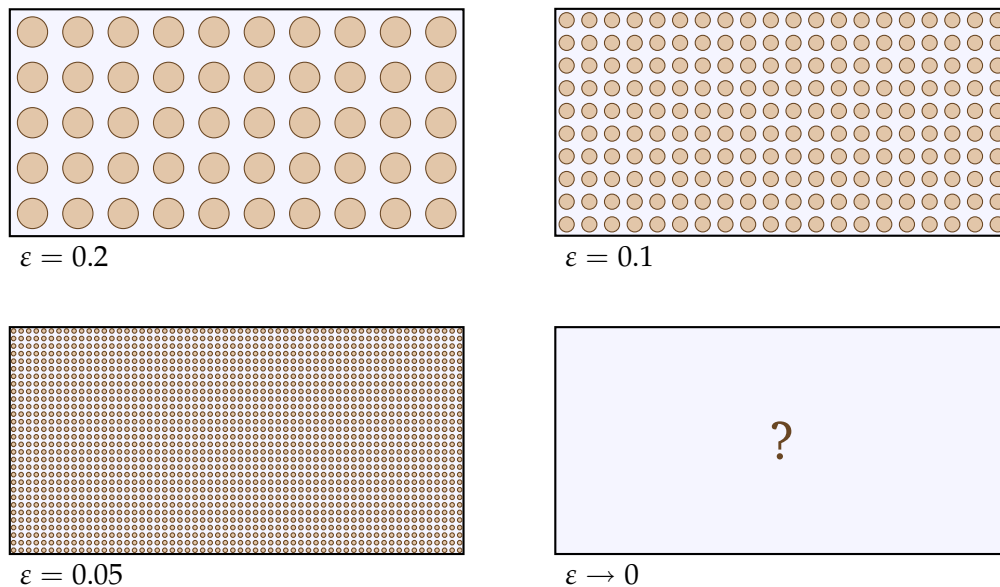 ε = 0.2
ε = 0.1
?
ε = 0.05
ε → 0